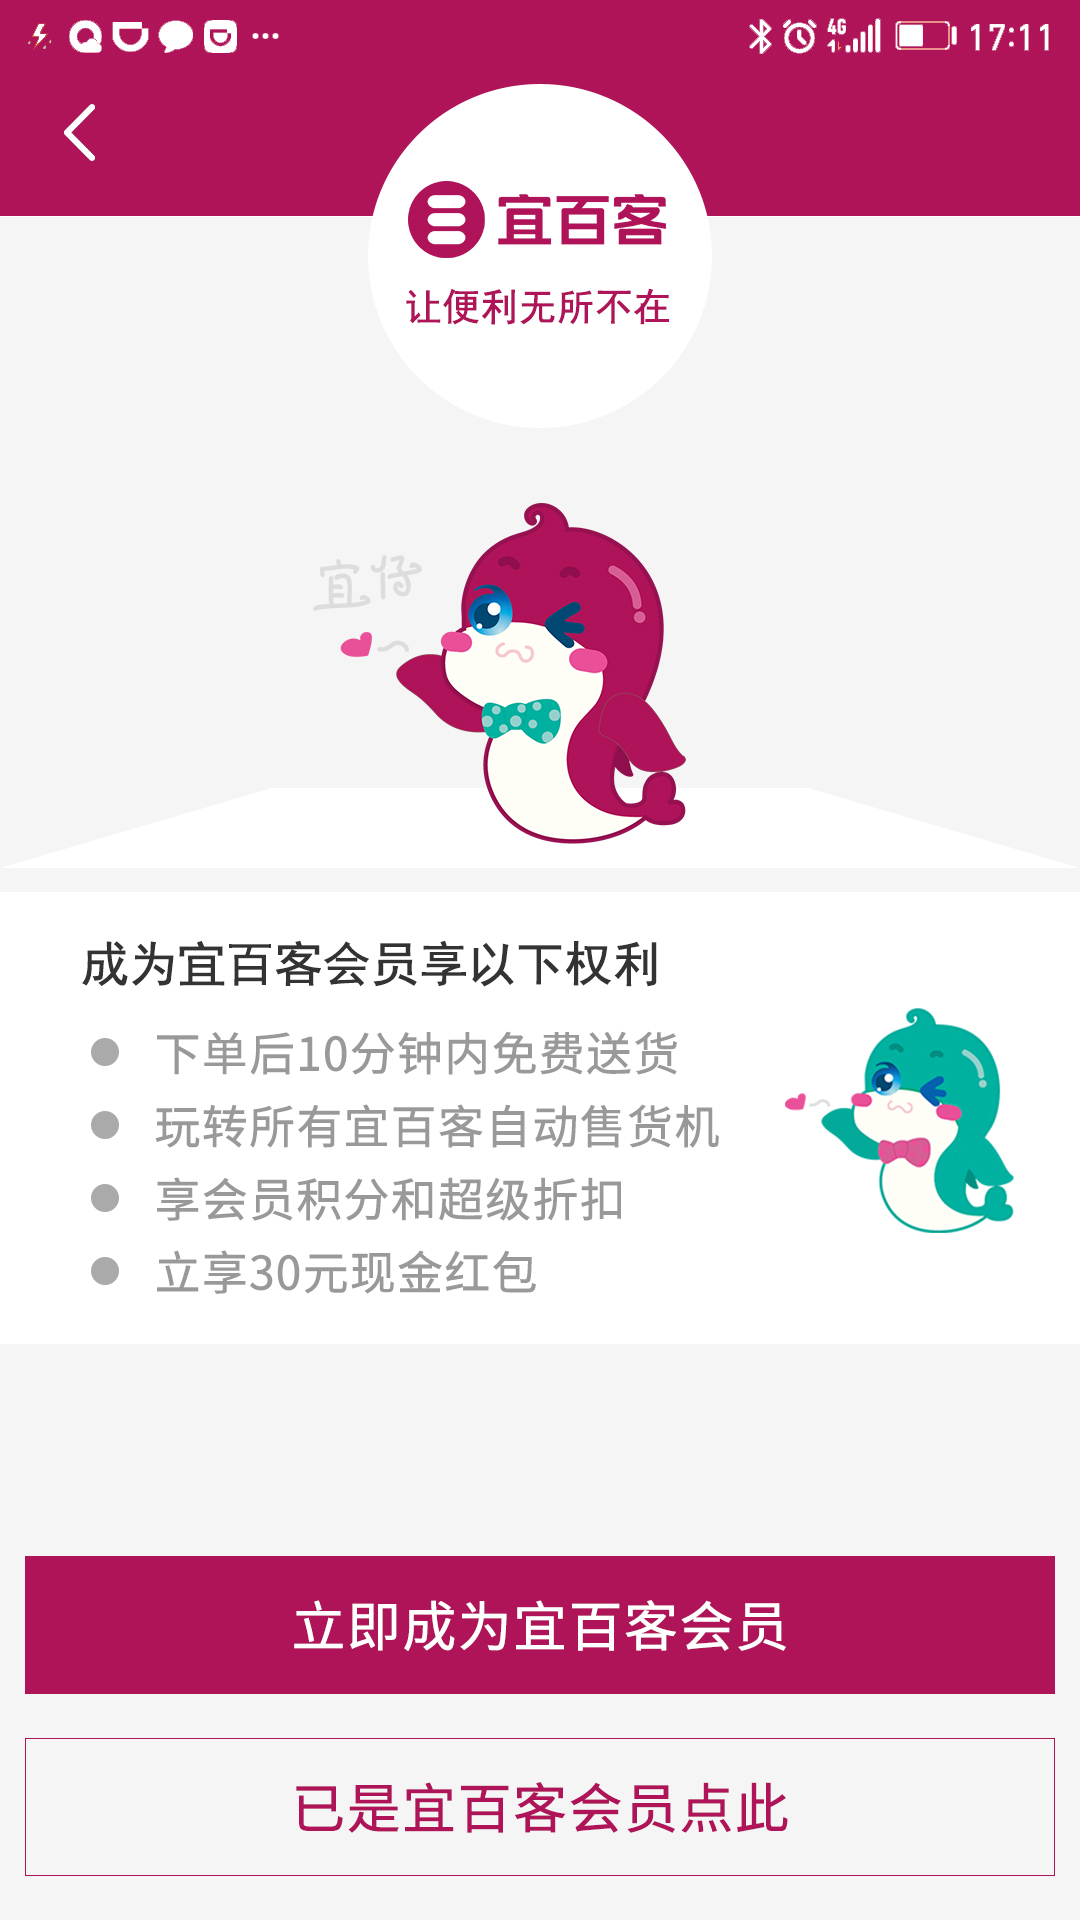 4G
1
17:11
宜百客
让便利无所不在
宜仔
成为宜百客会员享以下权利
下单后10分钟内免费送货
玩转所有宜百客自动售货机
享会员积分和超级折扣
立享30元现金红包
立即成为宜百客会员
已是宜百客会员点此